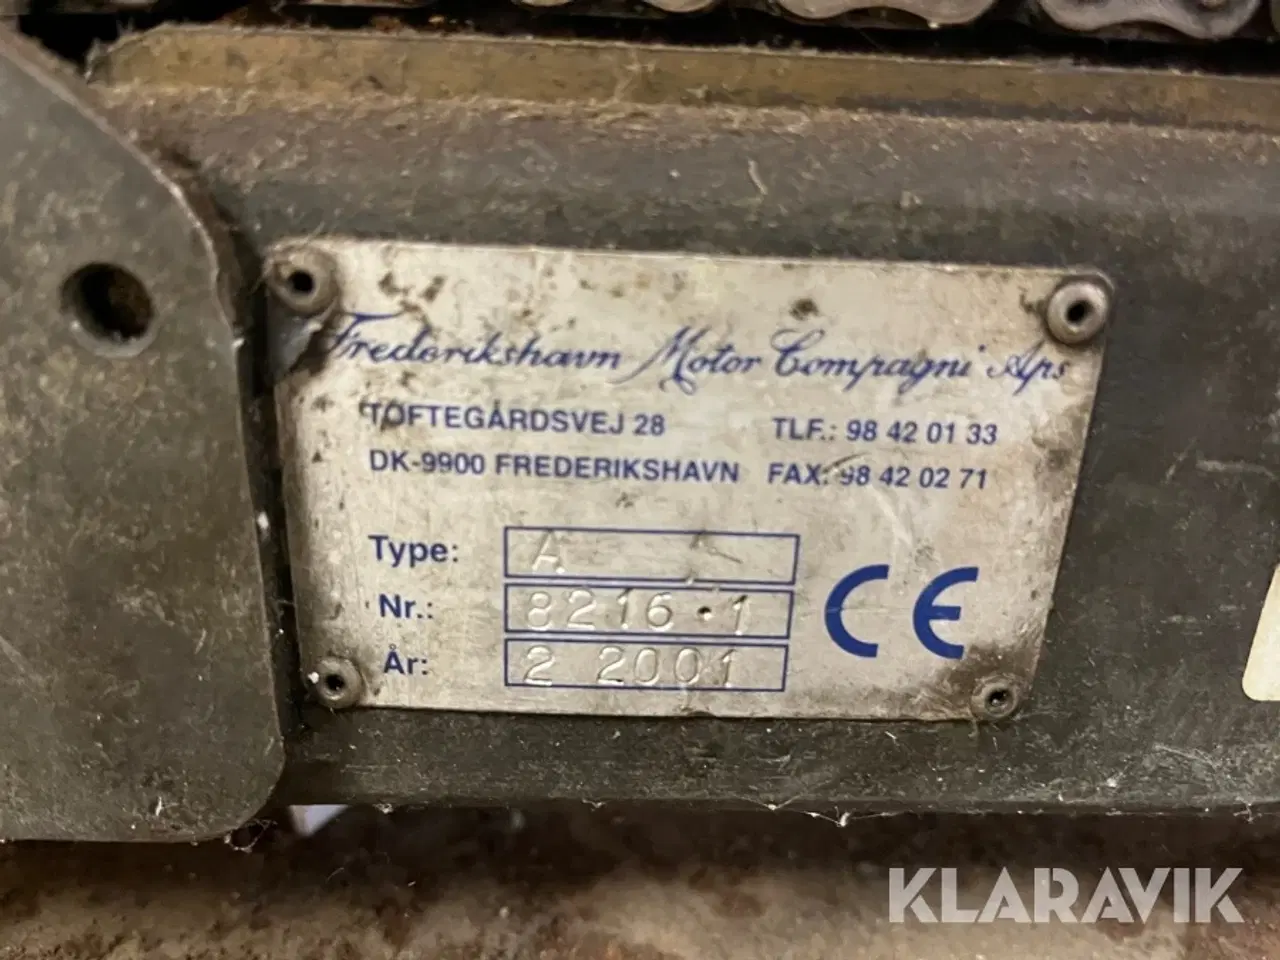 Frederikshavn Motor Compagni Aps
TOFTEGÅRDSVEJ 28 TLF.: 98 42 01 33
DK-9900 FREDERIKSHAVN FAX: 98 42 02 71
Type: A
Nr.: 8216.1
År: 2 2001
CE
KLARAVIK